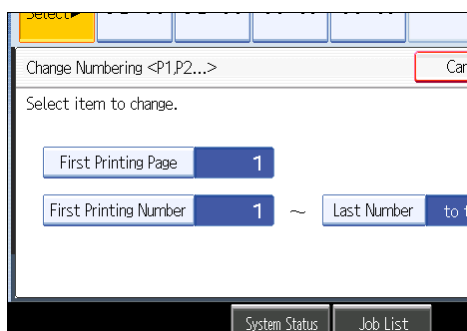 Select►
Change Numbering <P1,P2...>
Select item to change.
First Printing Page 1
First Printing Number 1 ~ Last Number to
System Status Job List